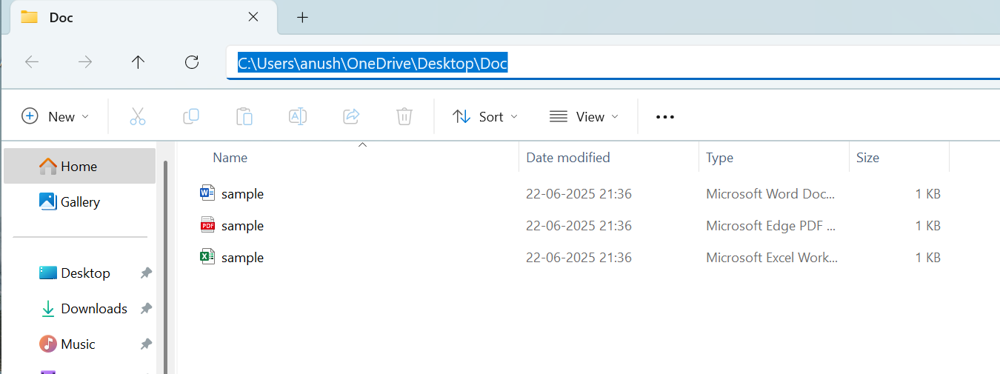 Doc
C:\Users\anush\OneDrive\Desktop\Doc
New
Sort
View
Home
Gallery
Desktop
Downloads
Music
Name Date modified Type Size
sample 22-06-2025 21:36 Microsoft Word Doc... 1 KB
PDF sample 22-06-2025 21:36 Microsoft Edge PDF ... 1 KB
sample 22-06-2025 21:36 Microsoft Excel Work... 1 KB